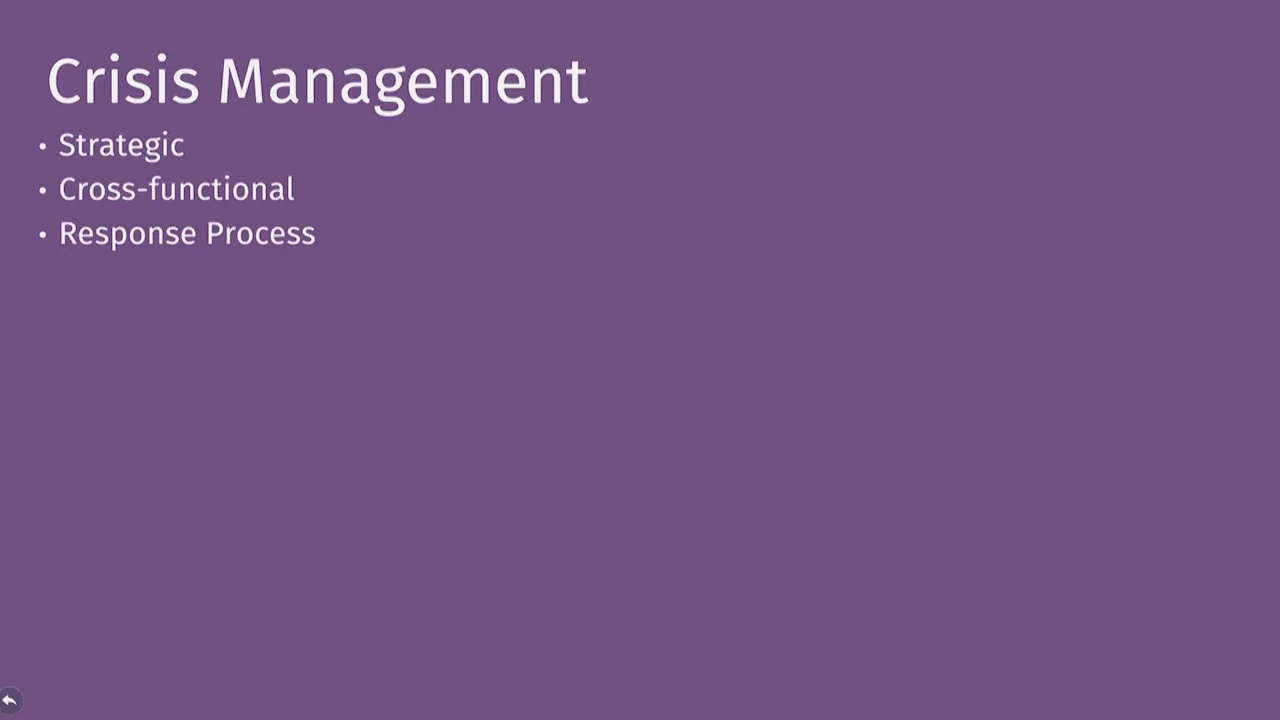 Crisis Management
• Strategic
• Cross-functional
• Response Process